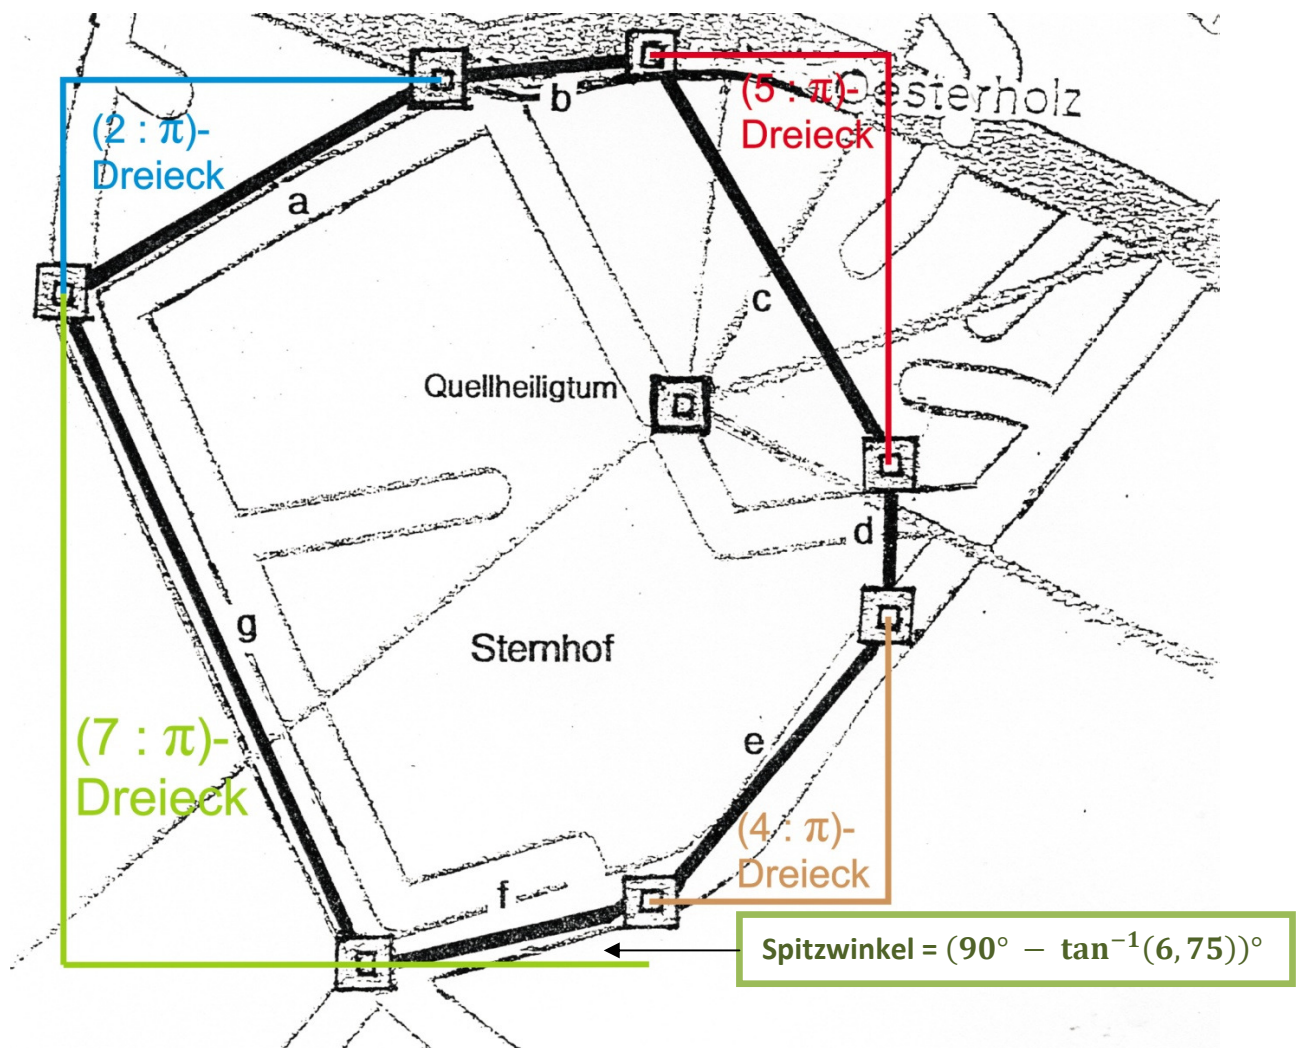 b
(5 : π)-
Dreieck
Oesterholz
(2 : π)-
Dreieck
a
c
Quellheiligtum
d
g
Sternhof
(7 : π)-
Dreieck
e
(4 : π)-
Dreieck
f
Spitzwinkel = (90° − tan⁻¹(6,75))°